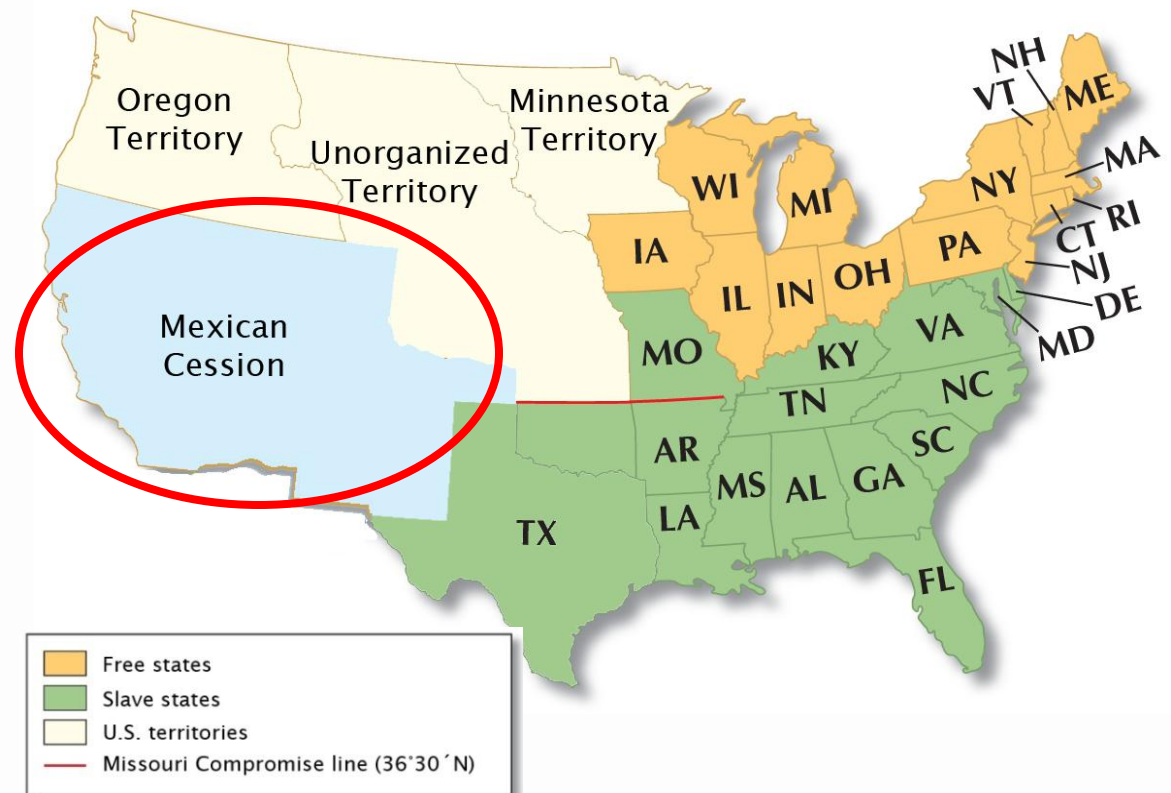 Oregon
Territory
Unorganized
Territory
Minnesota
Territory
Mexican
Cession
NH
VT
ME
MA
NY
RI
CT
WI
MI
PA
NJ
IA
IL
IN
OH
DE
MD
MO
KY
VA
TN
NC
AR
SC
MS
AL
GA
LA
TX
FL
Free states
Slave states
U.S. territories
Missouri Compromise line (36°30´N)